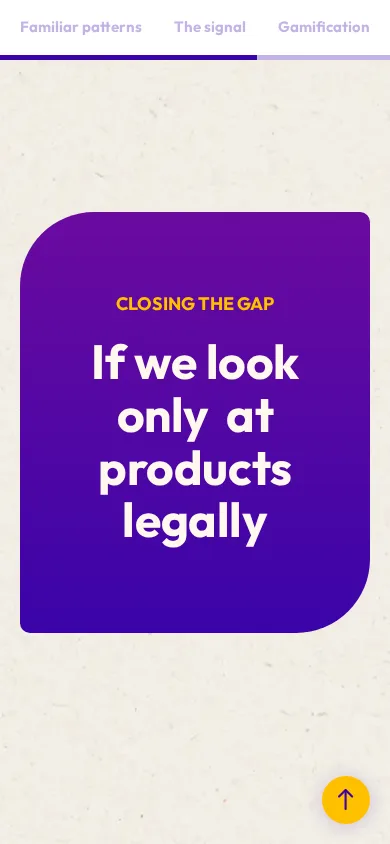 Familiar patterns The signal Gamification
CLOSING THE GAP
If we look
only at
products
legally